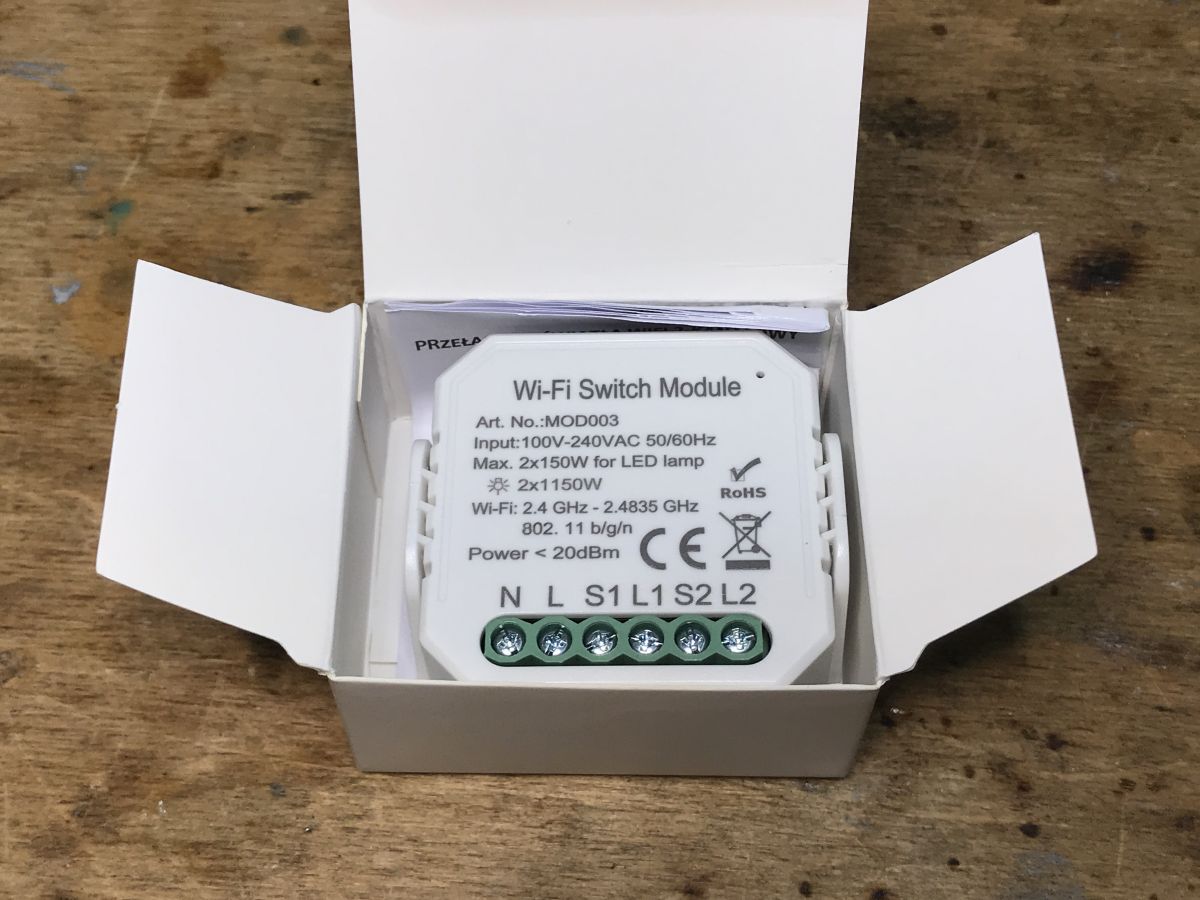 PRZEŁA
Wi-Fi Switch Module
Art. No.:MOD003
Input:100V-240VAC 50/60Hz
Max. 2x150W for LED lamp
2x1150W
RoHS
Wi-Fi: 2.4 GHz - 2.4835 GHz
802. 11 b/g/n
Power < 20dBm
CE
N L S1 L1 S2 L2